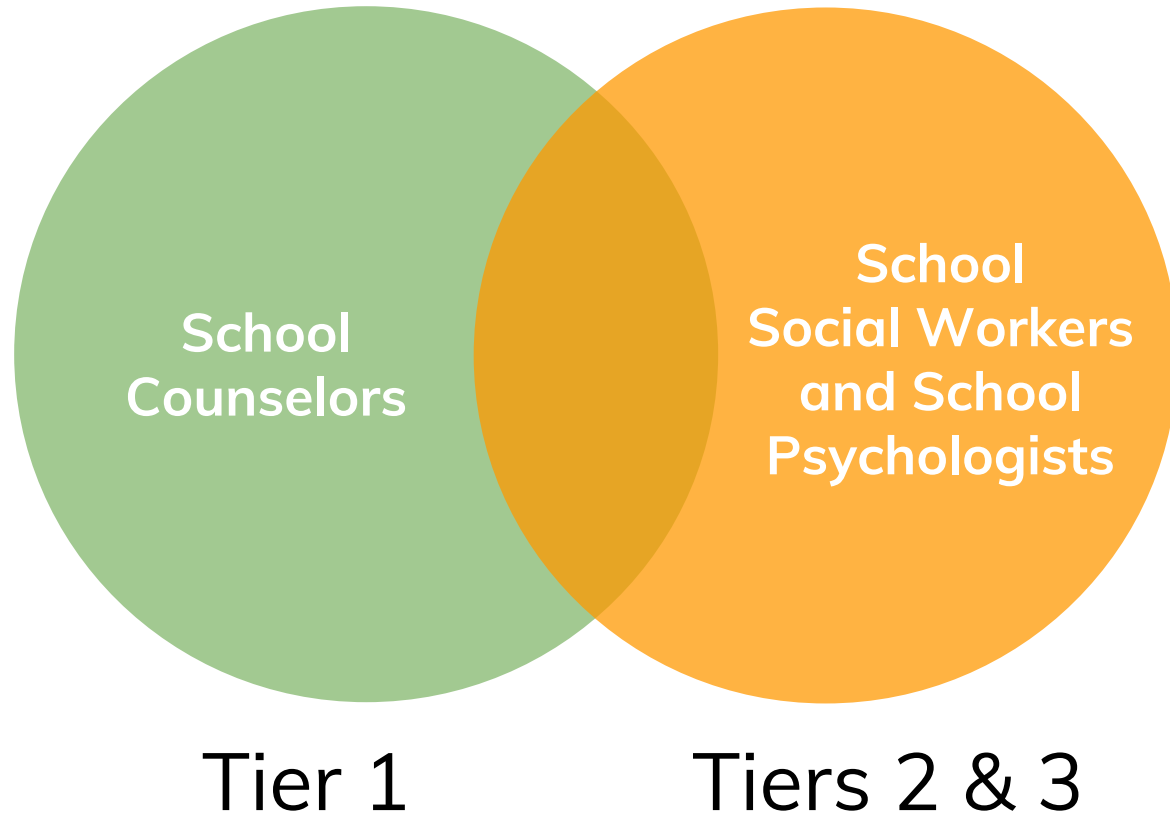 School
Counselors
School
Social Workers
and School
Psychologists
Tier 1
Tiers 2 & 3